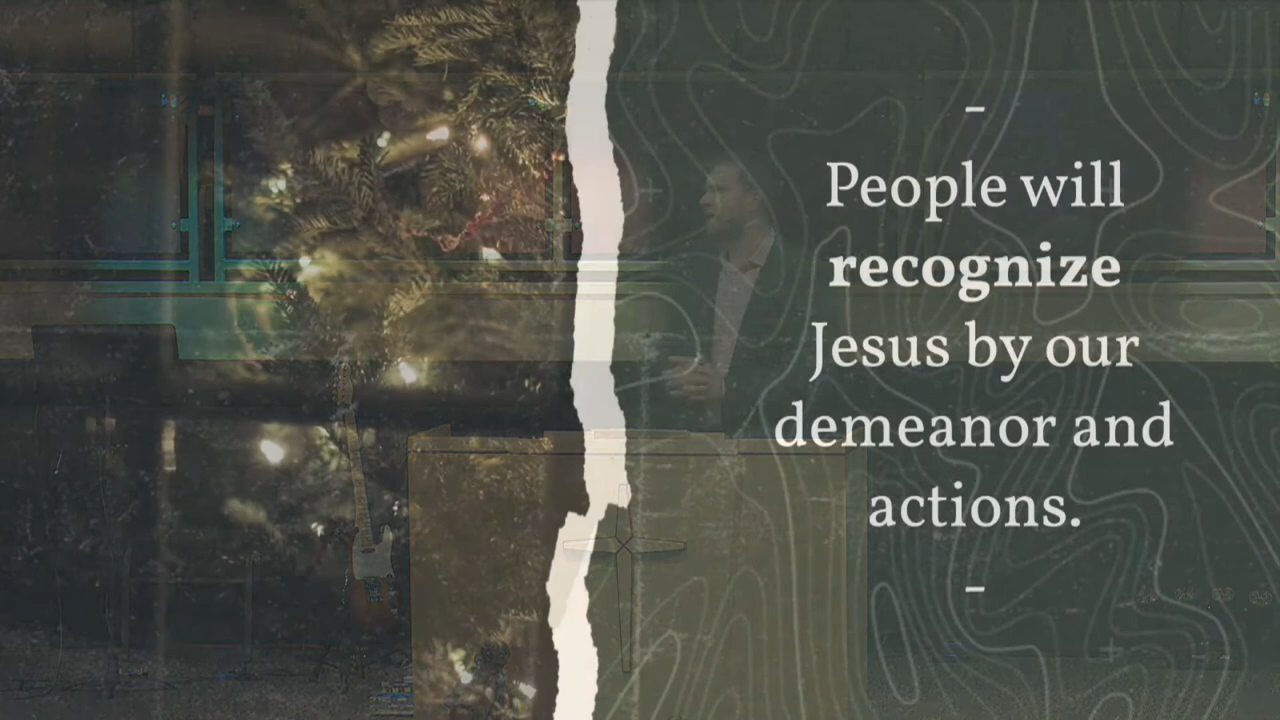 –
People will
recognize
Jesus by our
demeanor and
actions.
–